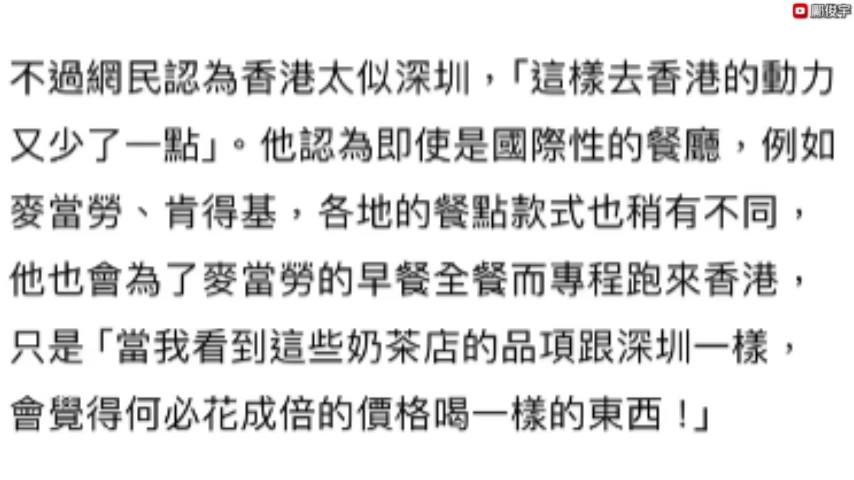 鄺俊宇
不過網民認為香港太似深圳，「這樣去香港的動力
又少了一點」。他認為即使是國際性的餐廳，例如
麥當勞、肯得基，各地的餐點款式也稍有不同，
他也會為了麥當勞的早餐全餐而專程跑來香港，
只是「當我看到這些奶茶店的品項跟深圳一樣，
會覺得何必花成倍的價格喝一樣的東西！」